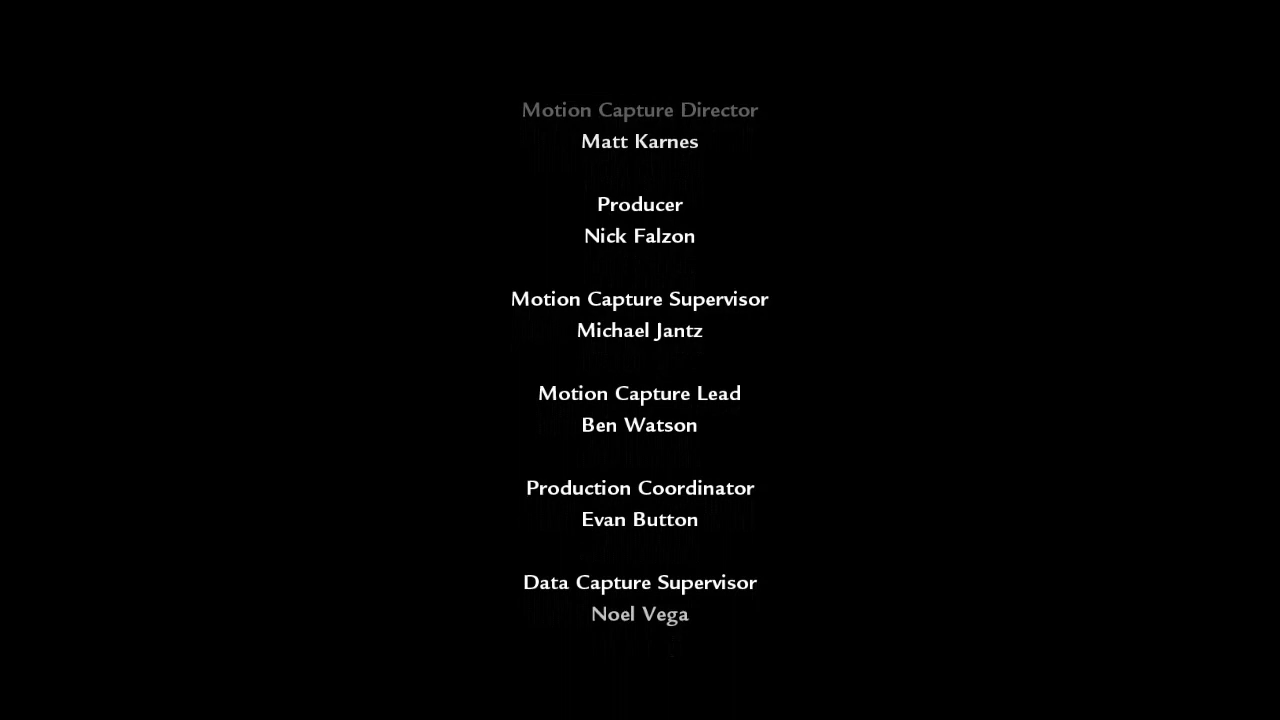 Motion Capture Director
Matt Karnes
Producer
Nick Falzon
Motion Capture Supervisor
Michael Jantz
Motion Capture Lead
Ben Watson
Production Coordinator
Evan Button
Data Capture Supervisor
Noel Vega